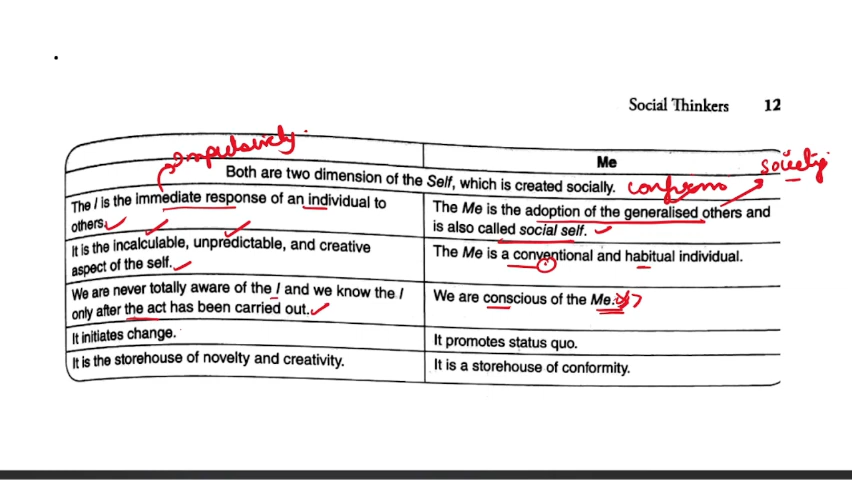 Social Thinkers 12
Impulsively
Me
society
Both are two dimension of the Self, which is created socially.
conforms
The I is the immediate response of an individual to
others.
The Me is the adoption of the generalised others and
is also called social self.
It is the incalculable, unpredictable, and creative
aspect of the self.
The Me is a conventional and habitual individual.
We are never totally aware of the I and we know the I
only after the act has been carried out.
We are conscious of the Me.
It initiates change.
It promotes status quo.
It is the storehouse of novelty and creativity.
It is a storehouse of conformity.